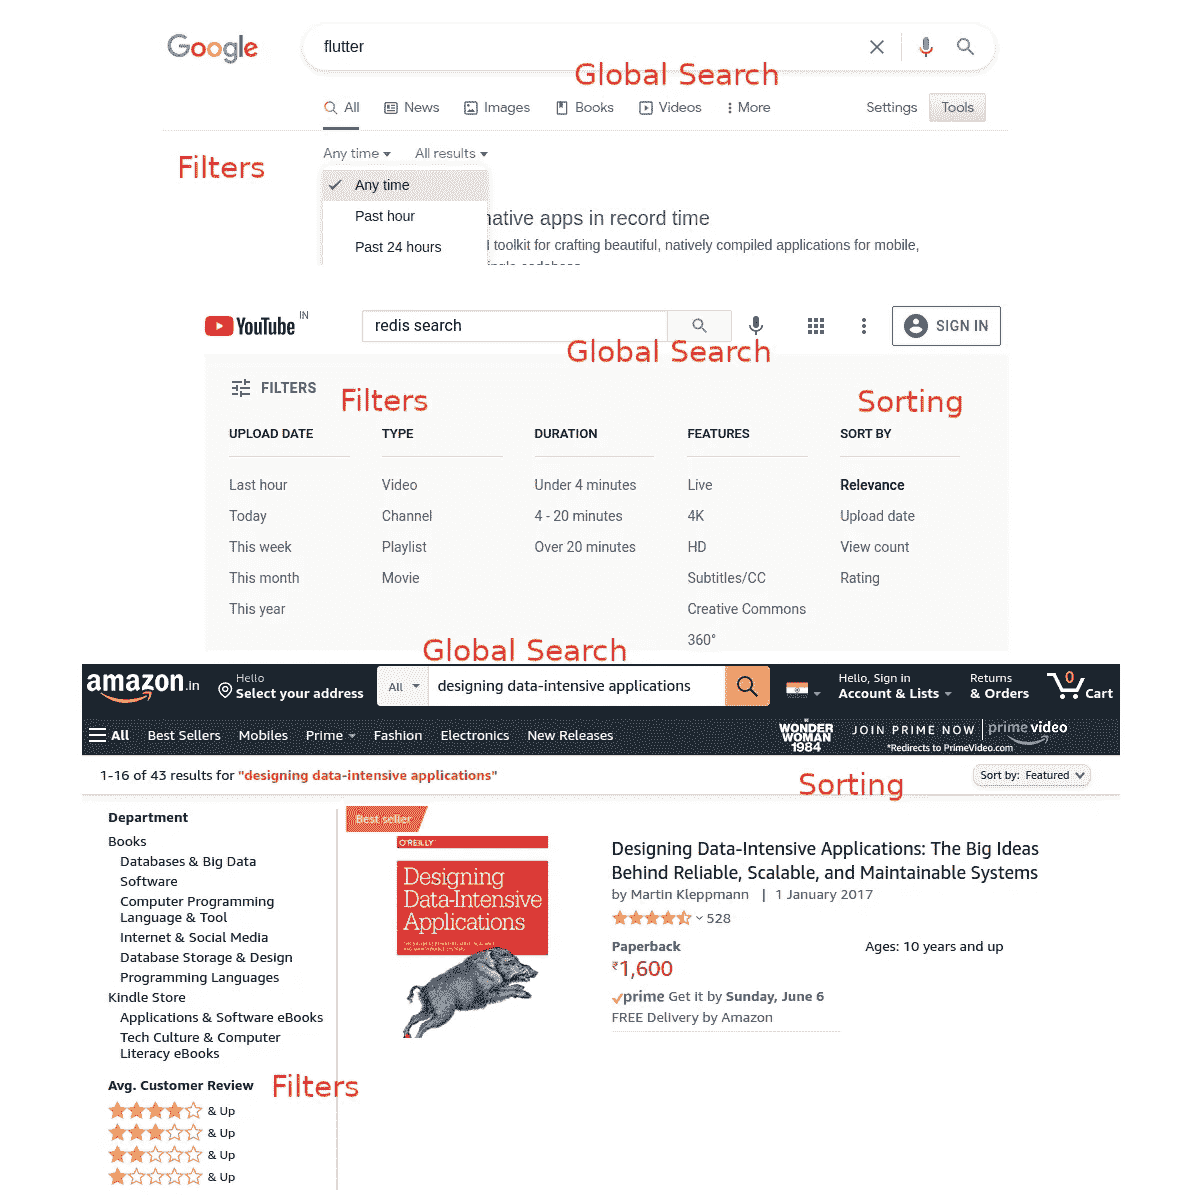 Google
flutter
Global Search
All News Images Books Videos More Settings Tools
Filters
Any time All results
Any time
Past hour
Past 24 hours
native apps in record time
toolkit for crafting beautiful, natively compiled applications for mobile,
YouTube IN
redis search
SIGN IN
Global Search
FILTERS
Filters
Sorting
UPLOAD DATE TYPE DURATION FEATURES SORT BY
Last hour Video Under 4 minutes Live Relevance
Today Channel 4 - 20 minutes 4K Upload date
This week Playlist Over 20 minutes HD View count
This month Movie Subtitles/CC Rating
This year Creative Commons
360°
Global Search
amazon.in
Hello
Select your address
All designing data-intensive applications
Hello, Sign in
Account & Lists
Returns
& Orders
0
Cart
All Best Sellers Mobiles Prime Fashion Electronics New Releases
WONDER
WOMAN
1984
JOIN PRIME NOW prime video
*Redirects to PrimeVideo.com
1-16 of 43 results for "designing data-intensive applications"
Sorting
Sort by: Featured
Department
Books
Databases & Big Data
Software
Computer Programming
Language & Tool
Internet & Social Media
Database Storage & Design
Programming Languages
Kindle Store
Applications & Software eBooks
Tech Culture & Computer
Literacy eBooks
Avg. Customer Review
Filters
& Up
& Up
& Up
& Up
Best seller
O'REILLY
Designing
Data-Intensive
Applications
Designing Data-Intensive Applications: The Big Ideas
Behind Reliable, Scalable, and Maintainable Systems
by Martin Kleppmann | 1 January 2017
528
Paperback
₹1,600
Ages: 10 years and up
prime Get it by Sunday, June 6
FREE Delivery by Amazon